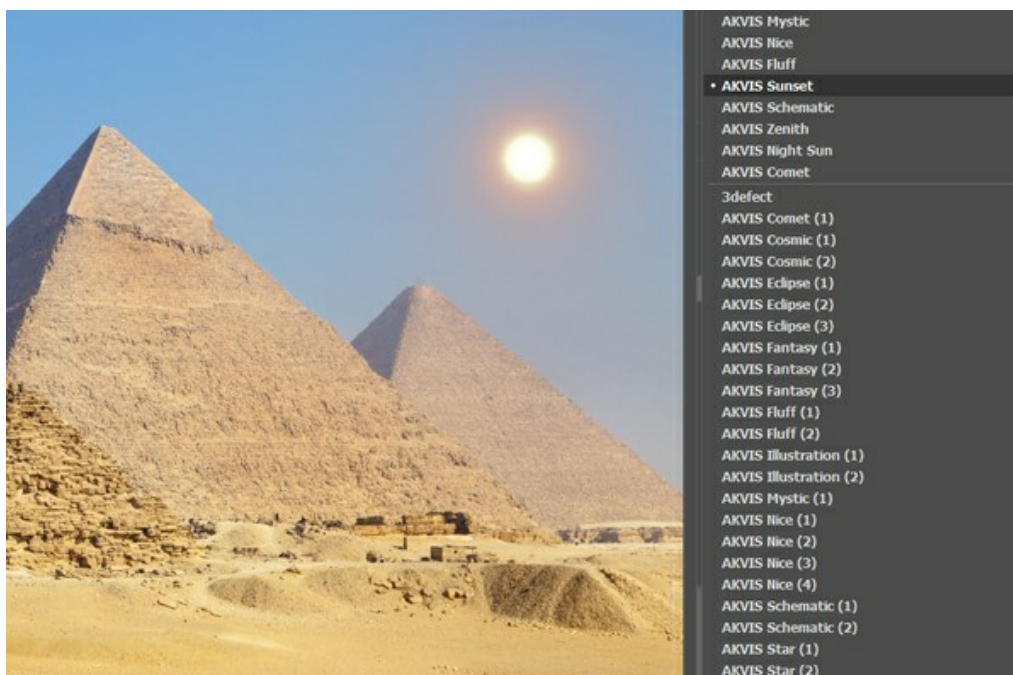 AKVIS Mystic
AKVIS Nice
AKVIS Fluff
• AKVIS Sunset
AKVIS Schematic
AKVIS Zenith
AKVIS Night Sun
AKVIS Comet
3defect
AKVIS Comet (1)
AKVIS Cosmic (1)
AKVIS Cosmic (2)
AKVIS Eclipse (1)
AKVIS Eclipse (2)
AKVIS Eclipse (3)
AKVIS Fantasy (1)
AKVIS Fantasy (2)
AKVIS Fantasy (3)
AKVIS Fluff (1)
AKVIS Fluff (2)
AKVIS Illustration (1)
AKVIS Illustration (2)
AKVIS Mystic (1)
AKVIS Nice (1)
AKVIS Nice (2)
AKVIS Nice (3)
AKVIS Nice (4)
AKVIS Schematic (1)
AKVIS Schematic (2)
AKVIS Star (1)
AKVIS Star (2)